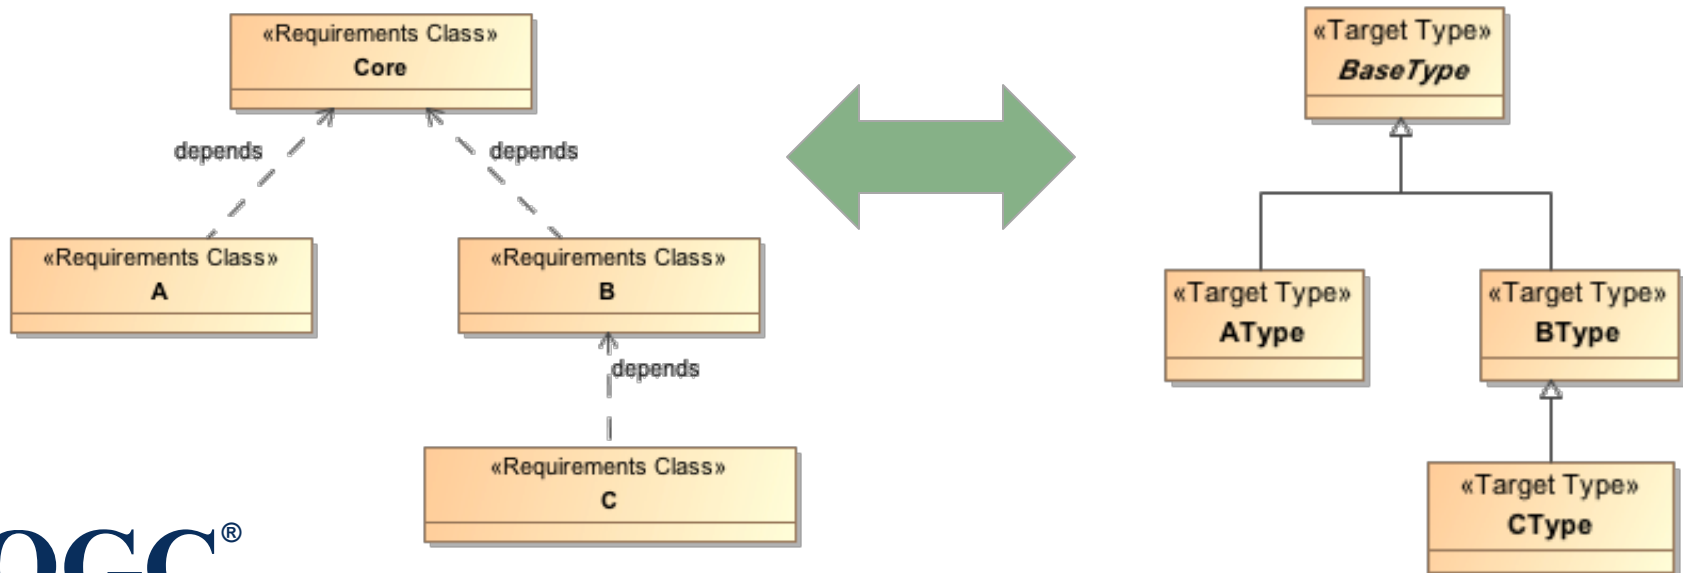 «Requirements Class»
Core
depends
depends
«Requirements Class»
A
«Requirements Class»
B
depends
«Requirements Class»
C
«Target Type»
BaseType
«Target Type»
AType
«Target Type»
BType
«Target Type»
CType
OGC®